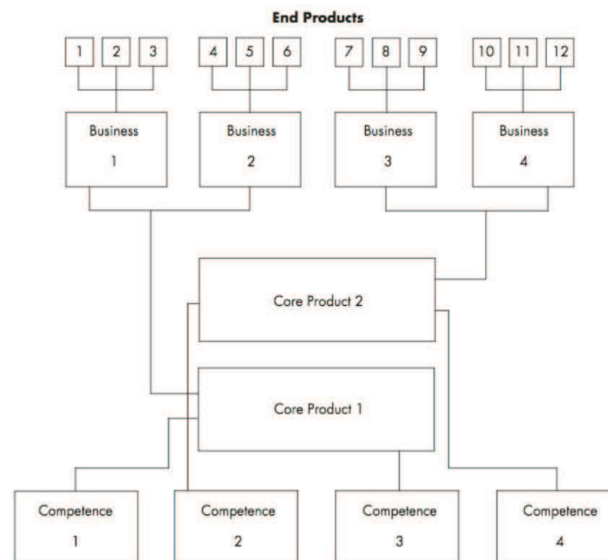 End Products
1 2 3 4 5 6 7 8 9 10 11 12
Business Business Business Business
1 2 3 4
Core Product 2
Core Product 1
Competence Competence Competence Competence
1 2 3 4